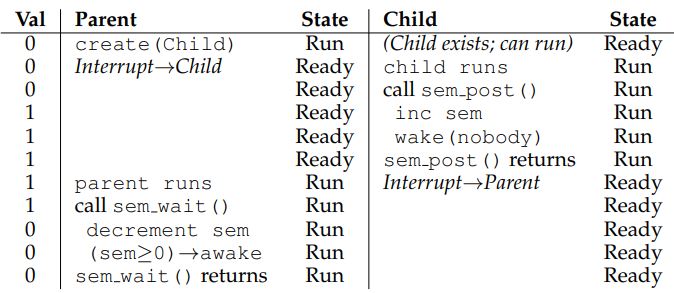 Val Parent State Child State
0 create(Child) Run (Child exists; can run) Ready
0 Interrupt→Child Ready child runs Run
0 Ready call sem_post() Run
1 Ready inc sem Run
1 Ready wake(nobody) Run
1 Ready sem_post() returns Run
1 parent runs Run Interrupt→Parent Ready
1 call sem_wait() Run Ready
0 decrement sem Run Ready
0 (sem≥0)→awake Run Ready
0 sem_wait() returns Run Ready